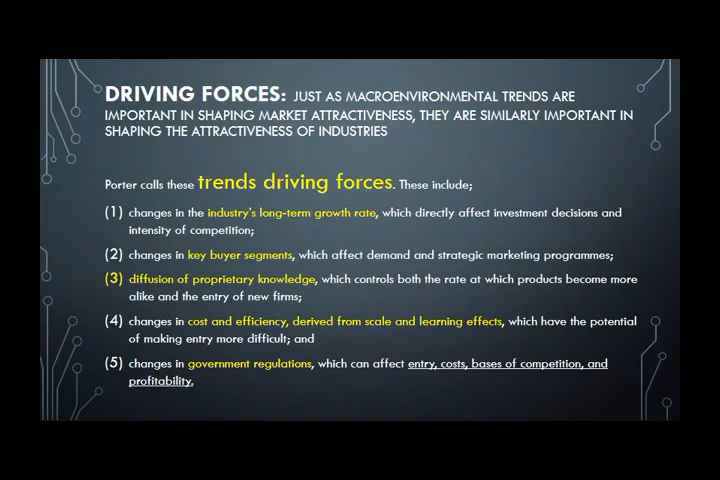 DRIVING FORCES: JUST AS MACROENVIRONMENTAL TRENDS ARE
IMPORTANT IN SHAPING MARKET ATTRACTIVENESS, THEY ARE SIMILARLY IMPORTANT IN
SHAPING THE ATTRACTIVENESS OF INDUSTRIES
Porter calls these trends driving forces. These include;
(1) changes in the industry's long-term growth rate, which directly affect investment decisions and
intensity of competition;
(2) changes in key buyer segments, which affect demand and strategic marketing programmes;
(3) diffusion of proprietary knowledge, which controls both the rate at which products become more
alike and the entry of new firms;
(4) changes in cost and efficiency, derived from scale and learning effects, which have the potential
of making entry more difficult; and
(5) changes in government regulations, which can affect entry, costs, bases of competition, and
profitability.